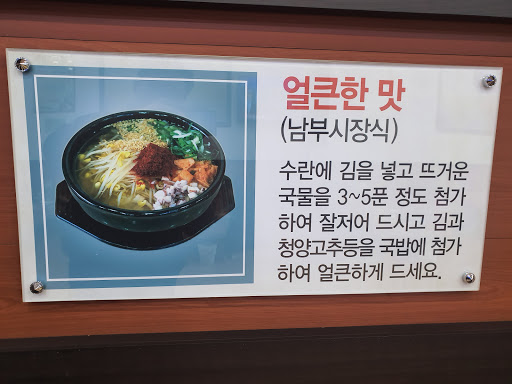 얼큰한 맛
(남부시장식)
수란에 김을 넣고 뜨거운
국물을 3~5푼 정도 첨가
하여 잘저어 드시고 김과
청양고추등을 국밥에 첨가
하여 얼큰하게 드세요.